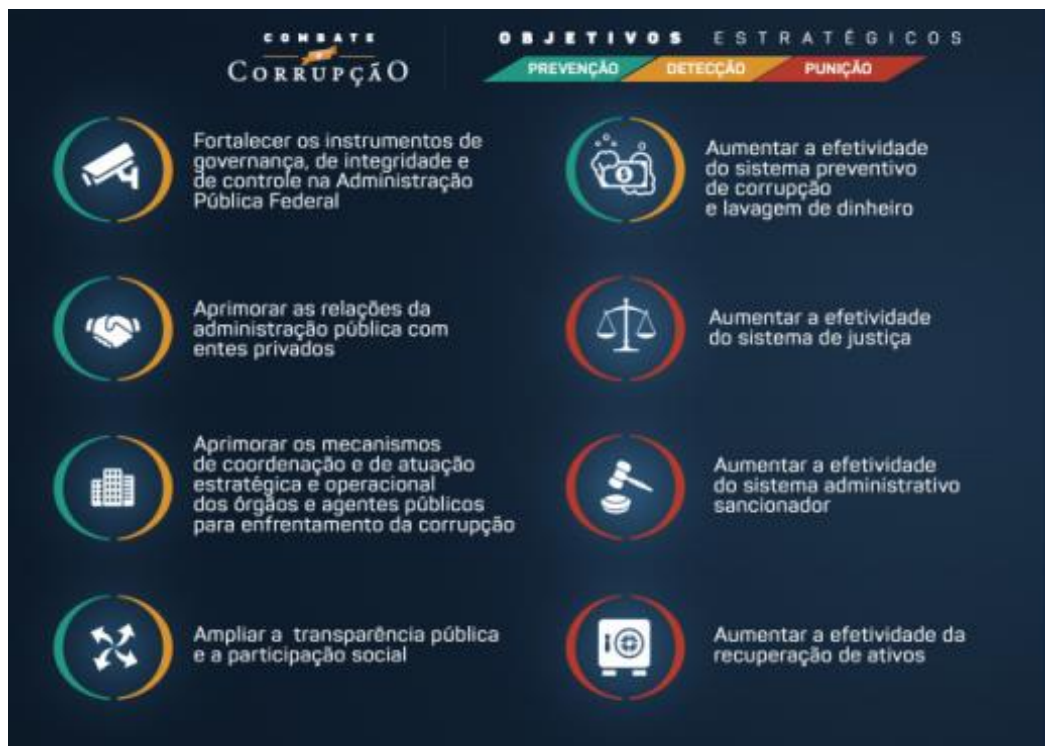 COMBATE
À
CORRUPÇÃO
OBJETIVOS ESTRATÉGICOS
PREVENÇÃO DETECÇÃO PUNIÇÃO
Fortalecer os instrumentos de
governança, de integridade e
de controle na Administração
Pública Federal
Aprimorar as relações da
administração pública com
entes privados
Aprimorar os mecanismos
de coordenação e de atuação
estratégica e operacional
dos órgãos e agentes públicos
para enfrentamento da corrupção
Ampliar a transparência pública
e a participação social
Aumentar a efetividade
do sistema preventivo
de corrupção
e lavagem de dinheiro
Aumentar a efetividade
do sistema de justiça
Aumentar a efetividade
do sistema administrativo
sancionador
Aumentar a efetividade da
recuperação de ativos